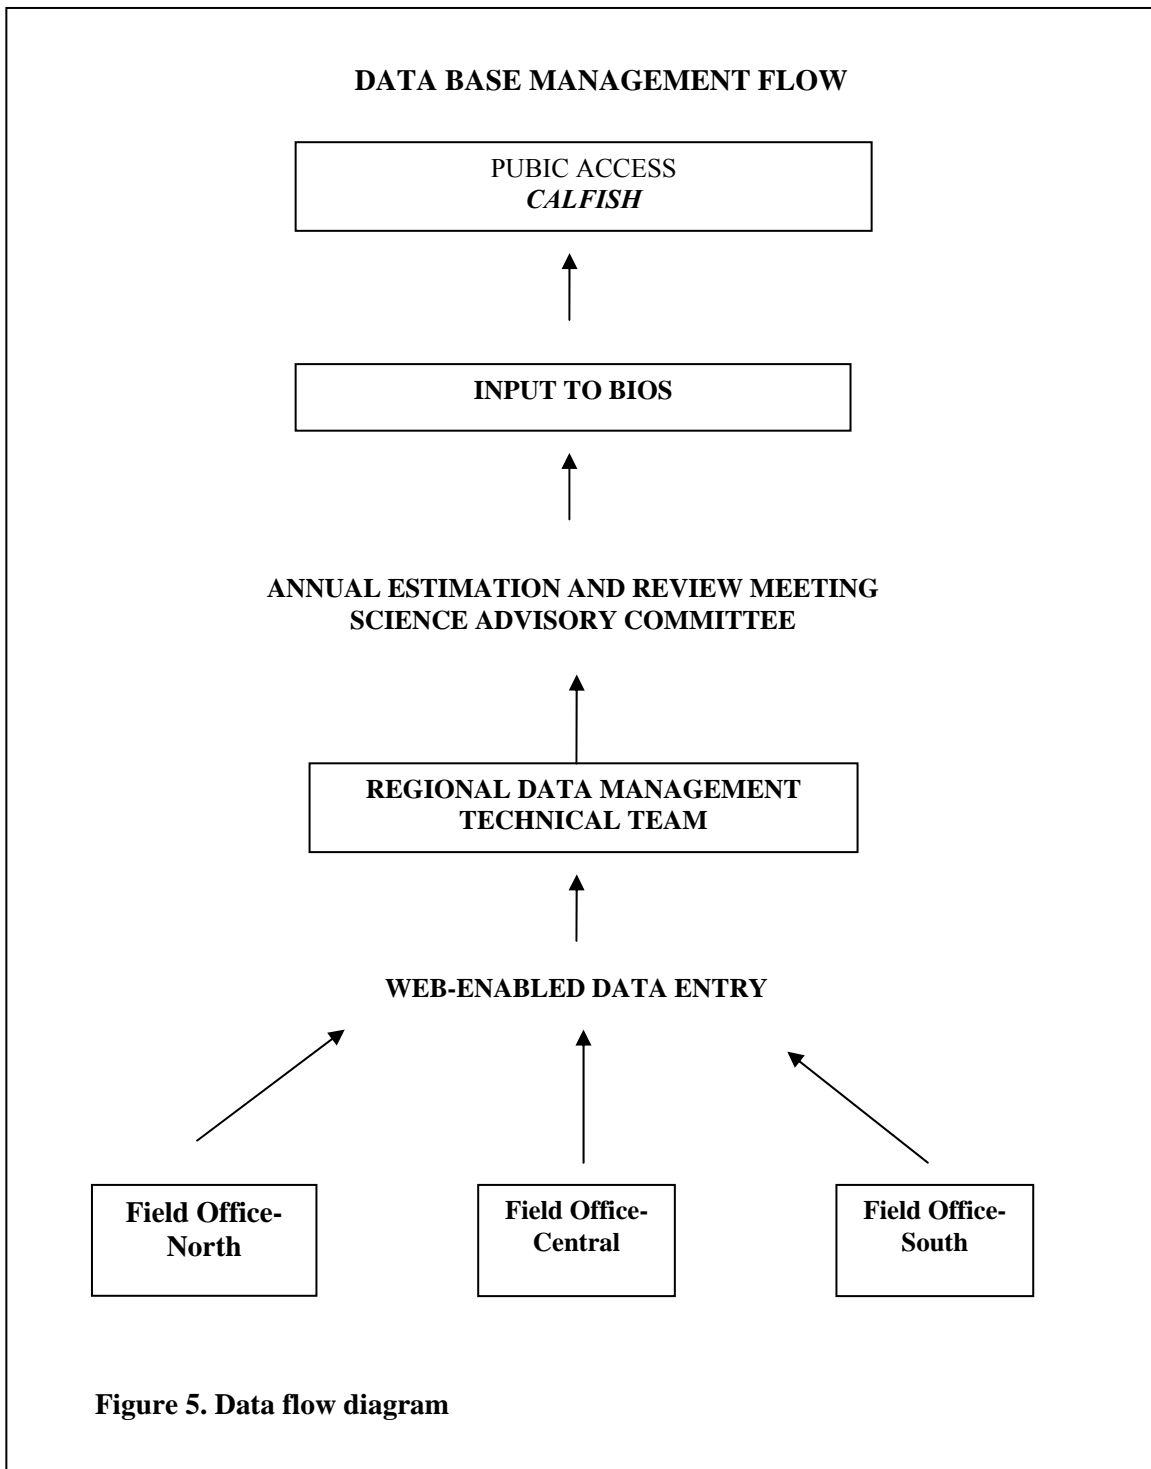 DATA BASE MANAGEMENT FLOW
PUBIC ACCESS
CALFISH
INPUT TO BIOS
ANNUAL ESTIMATION AND REVIEW MEETING
SCIENCE ADVISORY COMMITTEE
REGIONAL DATA MANAGEMENT
TECHNICAL TEAM
WEB-ENABLED DATA ENTRY
Field Office-
North
Field Office-
Central
Field Office-
South
Figure 5. Data flow diagram